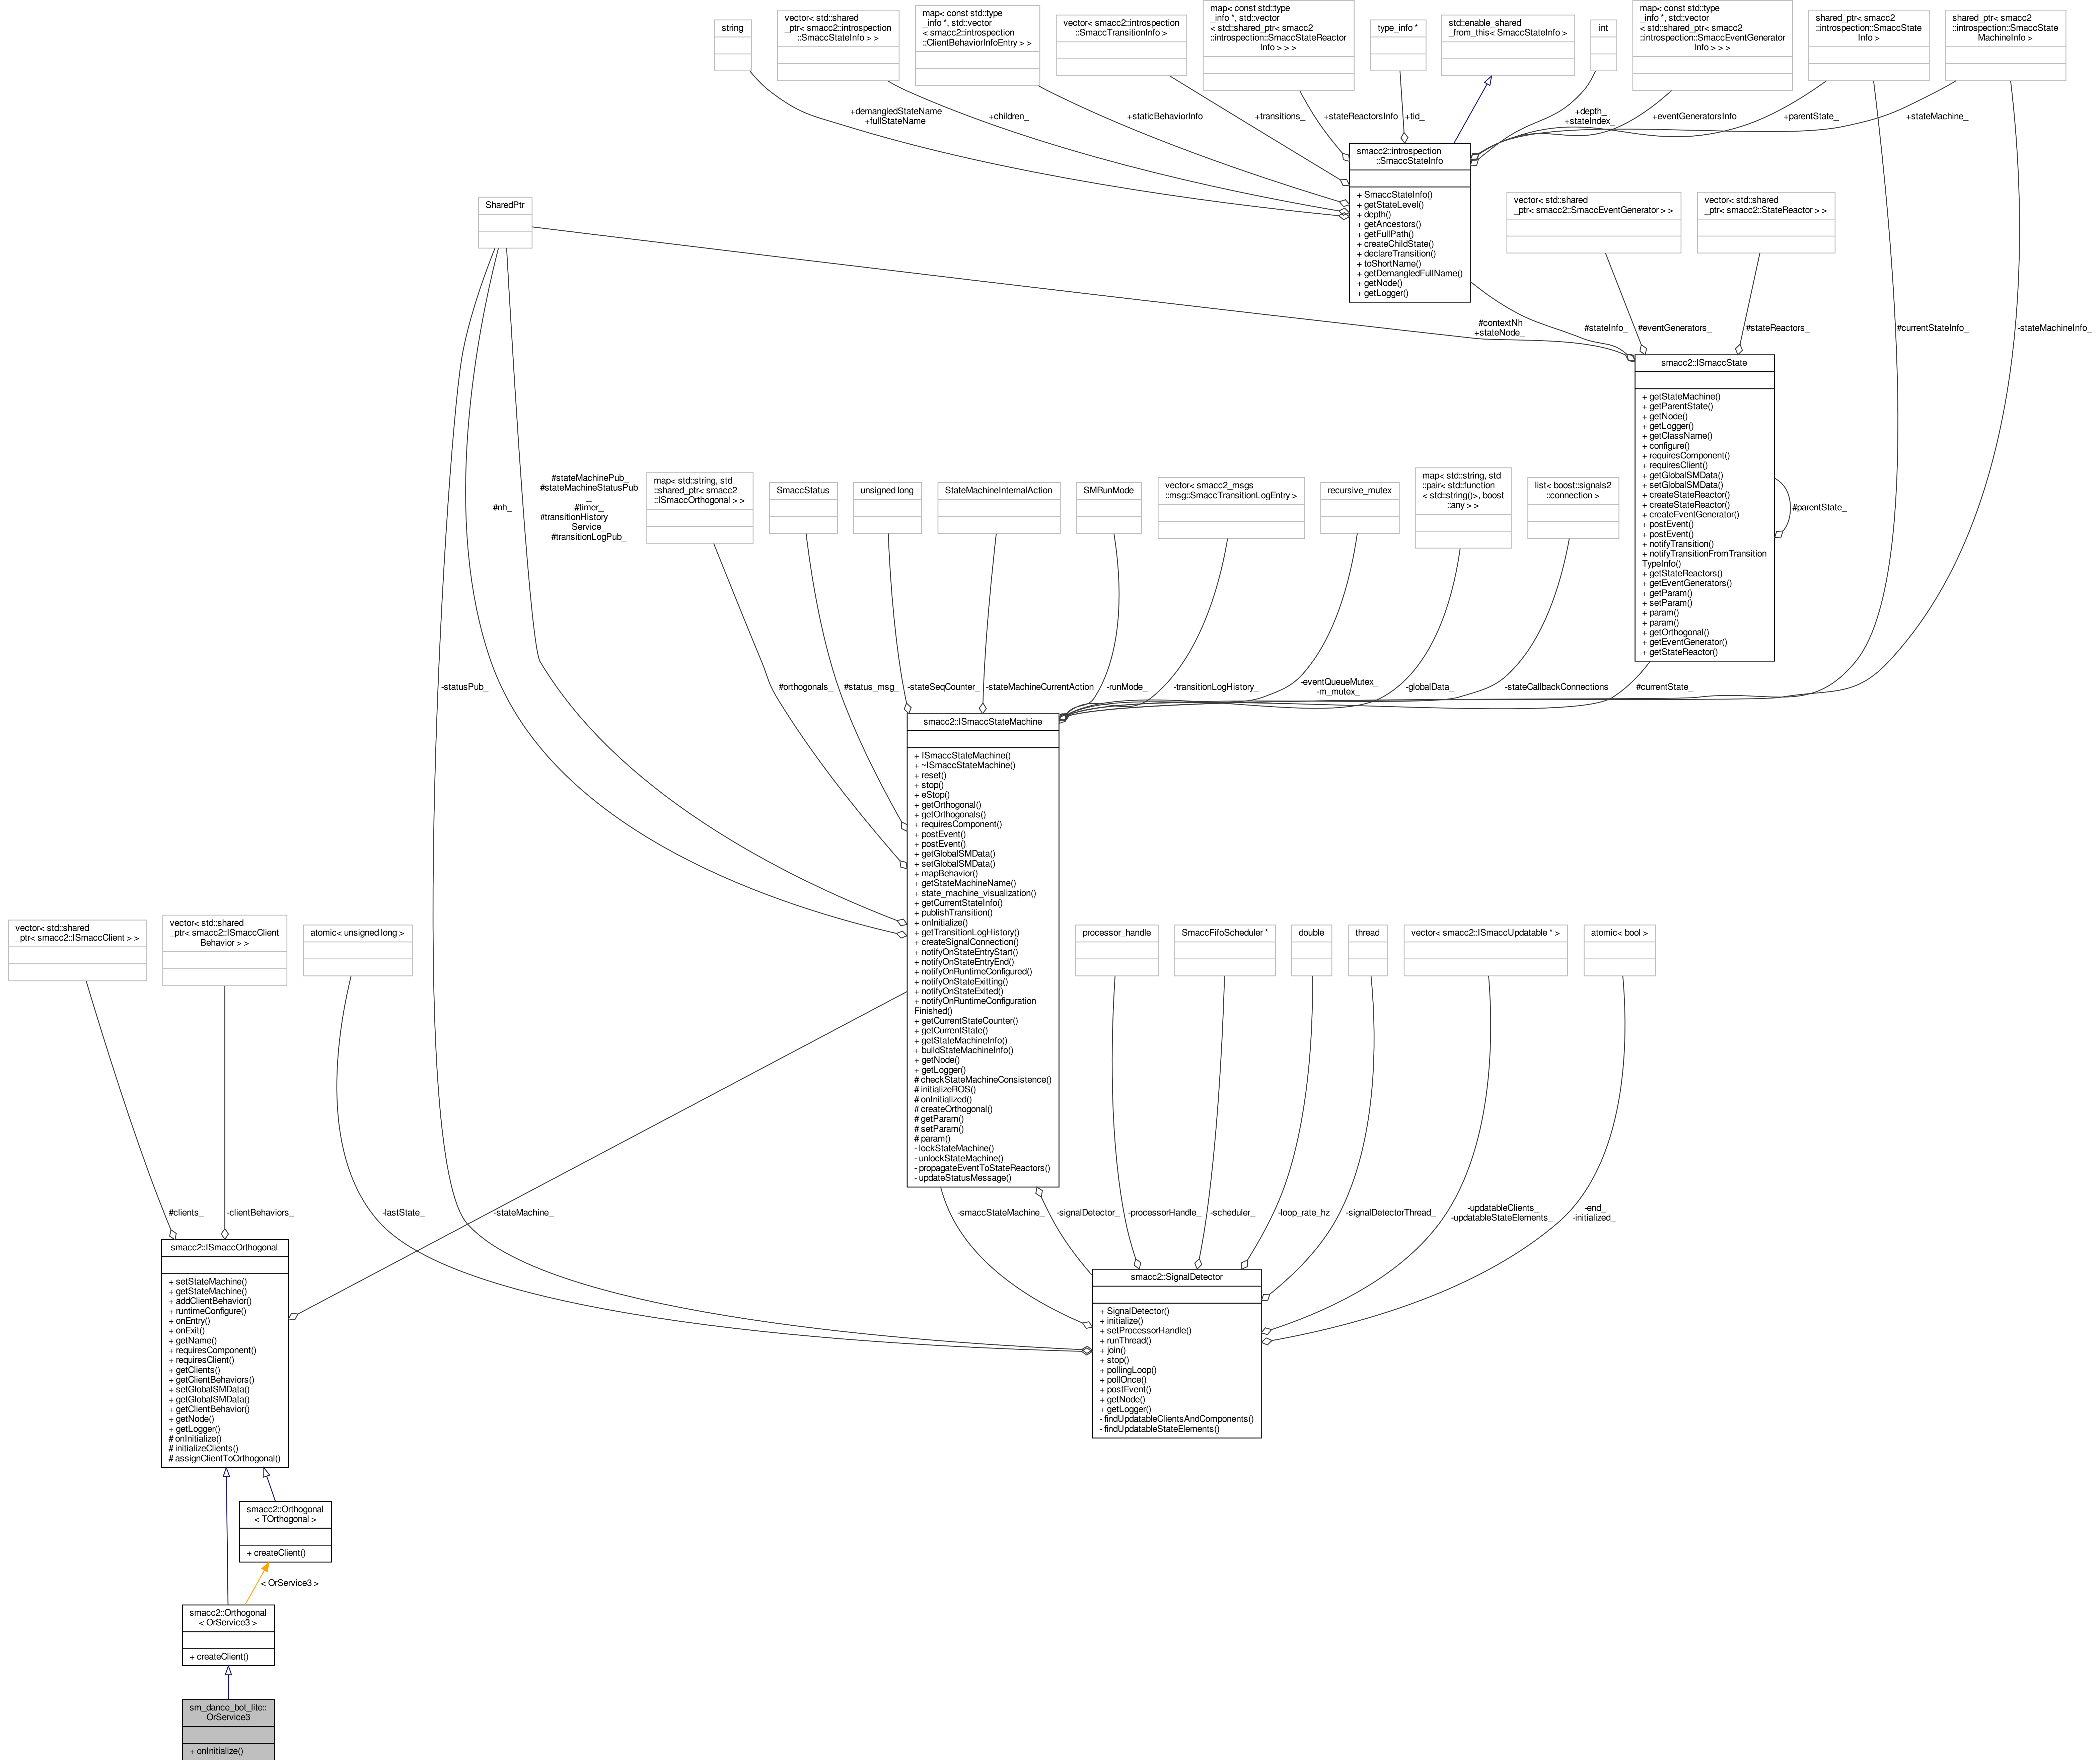 string
vector< std::shared
_ptr< smacc2::introspection
::SmaccStateInfo > >
map< const std::type
_info *, std::vector
< smacc2::introspection
::ClientBehaviorInfoEntry > >
vector< smacc2::introspection
::SmaccTransitionInfo >
map< const std::type
_info *, std::vector
< std::shared_ptr< smacc2
::introspection::SmaccStateReactor
Info > > >
type_info *
std::enable_shared
_from_this< SmaccStateInfo >
int
map< const std::type
_info *, std::vector
< std::shared_ptr< smacc2
::introspection::SmaccEventGenerator
Info > > >
shared_ptr< smacc2
::introspection::SmaccState
Info >
shared_ptr< smacc2
::introspection::SmaccState
MachineInfo >
+demangledStateName
+fullStateName
+children_
+staticBehaviorInfo
+transitions_
+stateReactorsInfo
+tid_
+depth_
+stateIndex_
+eventGeneratorsInfo
+parentState_
+stateMachine_
smacc2::introspection
::SmaccStateInfo
+ SmaccStateInfo()
+ getStateLevel()
+ depth()
+ getAncestors()
+ getFullPath()
+ createChildState()
+ declareTransition()
+ toShortName()
+ getDemangledFullName()
+ getNode()
+ getLogger()
SharedPtr
vector< std::shared
_ptr< smacc2::SmaccEventGenerator > >
vector< std::shared
_ptr< smacc2::StateReactor > >
#contextNh
+stateNode_
#stateInfo_
#eventGenerators_
#stateReactors_
#currentStateInfo_
-stateMachineInfo_
smacc2::ISmaccState
+ getStateMachine()
+ getParentState()
+ getNode()
+ getLogger()
+ getClassName()
+ configure()
+ requiresComponent()
+ requiresClient()
+ getGlobalSMData()
+ setGlobalSMData()
+ createStateReactor()
+ createStateReactor()
+ createEventGenerator()
+ postEvent()
+ postEvent()
+ notifyTransition()
+ notifyTransitionFromTransition
TypeInfo()
+ getStateReactors()
+ getEventGenerators()
+ getParam()
+ setParam()
+ param()
+ param()
+ getOrthogonal()
+ getEventGenerator()
+ getStateReactor()
#parentState_
#nh_
#stateMachinePub_
#stateMachineStatusPub
_
#timer_
#transitionHistory
Service_
#transitionLogPub_
map< std::string, std
::shared_ptr< smacc2
::ISmaccOrthogonal > >
SmaccStatus
unsigned long
StateMachineInternalAction
SMRunMode
vector< smacc2_msgs
::msg::SmaccTransitionLogEntry >
recursive_mutex
map< std::string, std
::pair< std::function
< std::string()>, boost
::any > >
list< boost::signals2
::connection >
-statusPub_
#orthogonals_
#status_msg_
-stateSeqCounter_
-stateMachineCurrentAction
-runMode_
-transitionLogHistory_
-eventQueueMutex_
-m_mutex_
-globalData_
-stateCallbackConnections
#currentState_
smacc2::ISmaccStateMachine
+ ISmaccStateMachine()
+ ~ISmaccStateMachine()
+ reset()
+ stop()
+ eStop()
+ getOrthogonal()
+ getOrthogonals()
+ requiresComponent()
+ postEvent()
+ postEvent()
+ getGlobalSMData()
+ setGlobalSMData()
+ mapBehavior()
+ getStateMachineName()
+ state_machine_visualization()
+ getCurrentStateInfo()
+ publishTransition()
+ onInitialize()
+ getTransitionLogHistory()
+ createSignalConnection()
+ notifyOnStateEntryStart()
+ notifyOnStateEntryEnd()
+ notifyOnRuntimeConfigured()
+ notifyOnStateExitting()
+ notifyOnStateExited()
+ notifyOnRuntimeConfiguration
Finished()
+ getCurrentStateCounter()
+ getCurrentState()
+ getStateMachineInfo()
+ buildStateMachineInfo()
+ getNode()
+ getLogger()
# checkStateMachineConsistence()
# initializeROS()
# onInitialized()
# createOrthogonal()
# getParam()
# setParam()
# param()
- lockStateMachine()
- unlockStateMachine()
- propagateEventToStateReactors()
- updateStatusMessage()
vector< std::shared
_ptr< smacc2::ISmaccClient > >
vector< std::shared
_ptr< smacc2::ISmaccClient
Behavior > >
atomic< unsigned long >
processor_handle
SmaccFifoScheduler *
double
thread
vector< smacc2::ISmaccUpdatable * >
atomic< bool >
#clients_
-clientBehaviors_
-lastState_
-stateMachine_
-smaccStateMachine_
-signalDetector_
-processorHandle_
-scheduler_
-loop_rate_hz
-signalDetectorThread_
-updatableClients_
-updatableStateElements_
-end_
-initialized_
smacc2::ISmaccOrthogonal
+ setStateMachine()
+ getStateMachine()
+ addClientBehavior()
+ runtimeConfigure()
+ onEntry()
+ onExit()
+ getName()
+ requiresComponent()
+ requiresClient()
+ getClients()
+ getClientBehaviors()
+ setGlobalSMData()
+ getGlobalSMData()
+ getClientBehavior()
+ getNode()
+ getLogger()
# onInitialize()
# initializeClients()
# assignClientToOrthogonal()
smacc2::SignalDetector
+ SignalDetector()
+ initialize()
+ setProcessorHandle()
+ runThread()
+ join()
+ stop()
+ pollingLoop()
+ pollOnce()
+ postEvent()
+ getNode()
+ getLogger()
- findUpdatableClientsAndComponents()
- findUpdatableStateElements()
smacc2::Orthogonal
< TOrthogonal >
+ createClient()
< OrService3 >
smacc2::Orthogonal
< OrService3 >
+ createClient()
sm_dance_bot_lite::
OrService3
+ onInitialize()